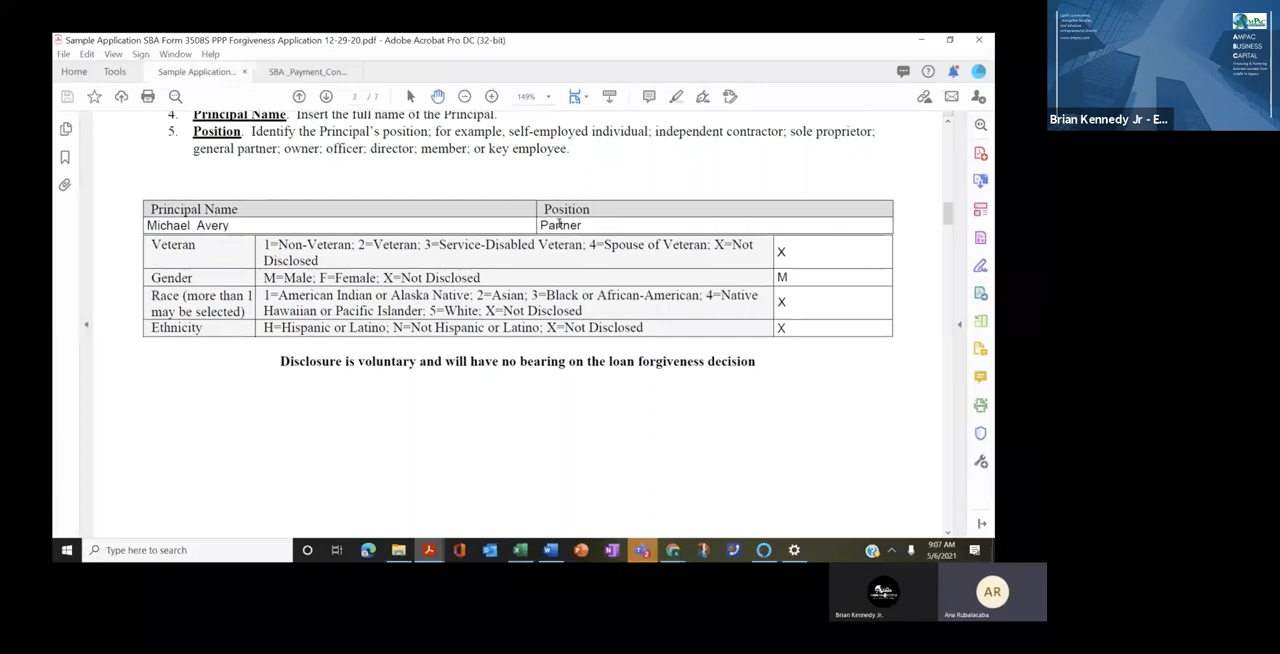 Sample Application SBA Form 3508S PPP Forgiveness Application 12-29-20.pdf - Adobe Acrobat Pro DC (32-bit)
File Edit View Sign Window Help
Home Tools Sample Application... × SBA _Payment_Con...
2 / 7 149%
4. Principal Name. Insert the full name of the Principal.
5. Position. Identify the Principal's position; for example, self-employed individual; independent contractor; sole proprietor;
general partner; owner; officer; director; member; or key employee.
Principal Name Position
Michael Avery Partner
Veteran 1=Non-Veteran; 2=Veteran; 3=Service-Disabled Veteran; 4=Spouse of Veteran; X=Not
Disclosed X
Gender M=Male; F=Female; X=Not Disclosed M
Race (more than 1 1=American Indian or Alaska Native; 2=Asian; 3=Black or African-American; 4=Native
may be selected) Hawaiian or Pacific Islander; 5=White; X=Not Disclosed X
Ethnicity H=Hispanic or Latino; N=Not Hispanic or Latino; X=Not Disclosed X
Disclosure is voluntary and will have no bearing on the loan forgiveness decision
Type here to search
9:07 AM
5/6/2021
AMPAC
BUSINESS
CAPITAL
www.ampac.com
Brian Kennedy Jr - E...
Brian Kennedy Jr.
AR
Ana Rubalacaba